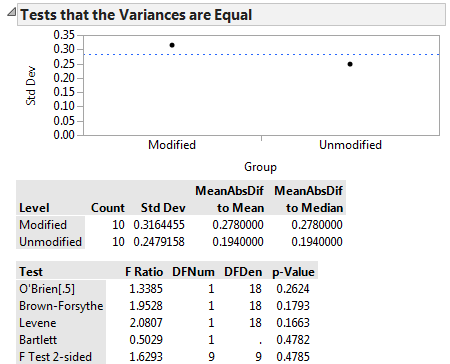 Tests that the Variances are Equal
0.35
0.30
0.25
0.20
0.15
0.10
0.05
0.00
Std Dev
Modified Unmodified
Group
MeanAbsDif MeanAbsDif
Level Count Std Dev to Mean to Median
Modified 10 0.3164455 0.2780000 0.2780000
Unmodified 10 0.2479158 0.1940000 0.1940000
Test F Ratio DFNum DFDen p-Value
O'Brien[.5] 1.3385 1 18 0.2624
Brown-Forsythe 1.9528 1 18 0.1793
Levene 2.0807 1 18 0.1663
Bartlett 0.5029 1 . 0.4782
F Test 2-sided 1.6293 9 9 0.4785